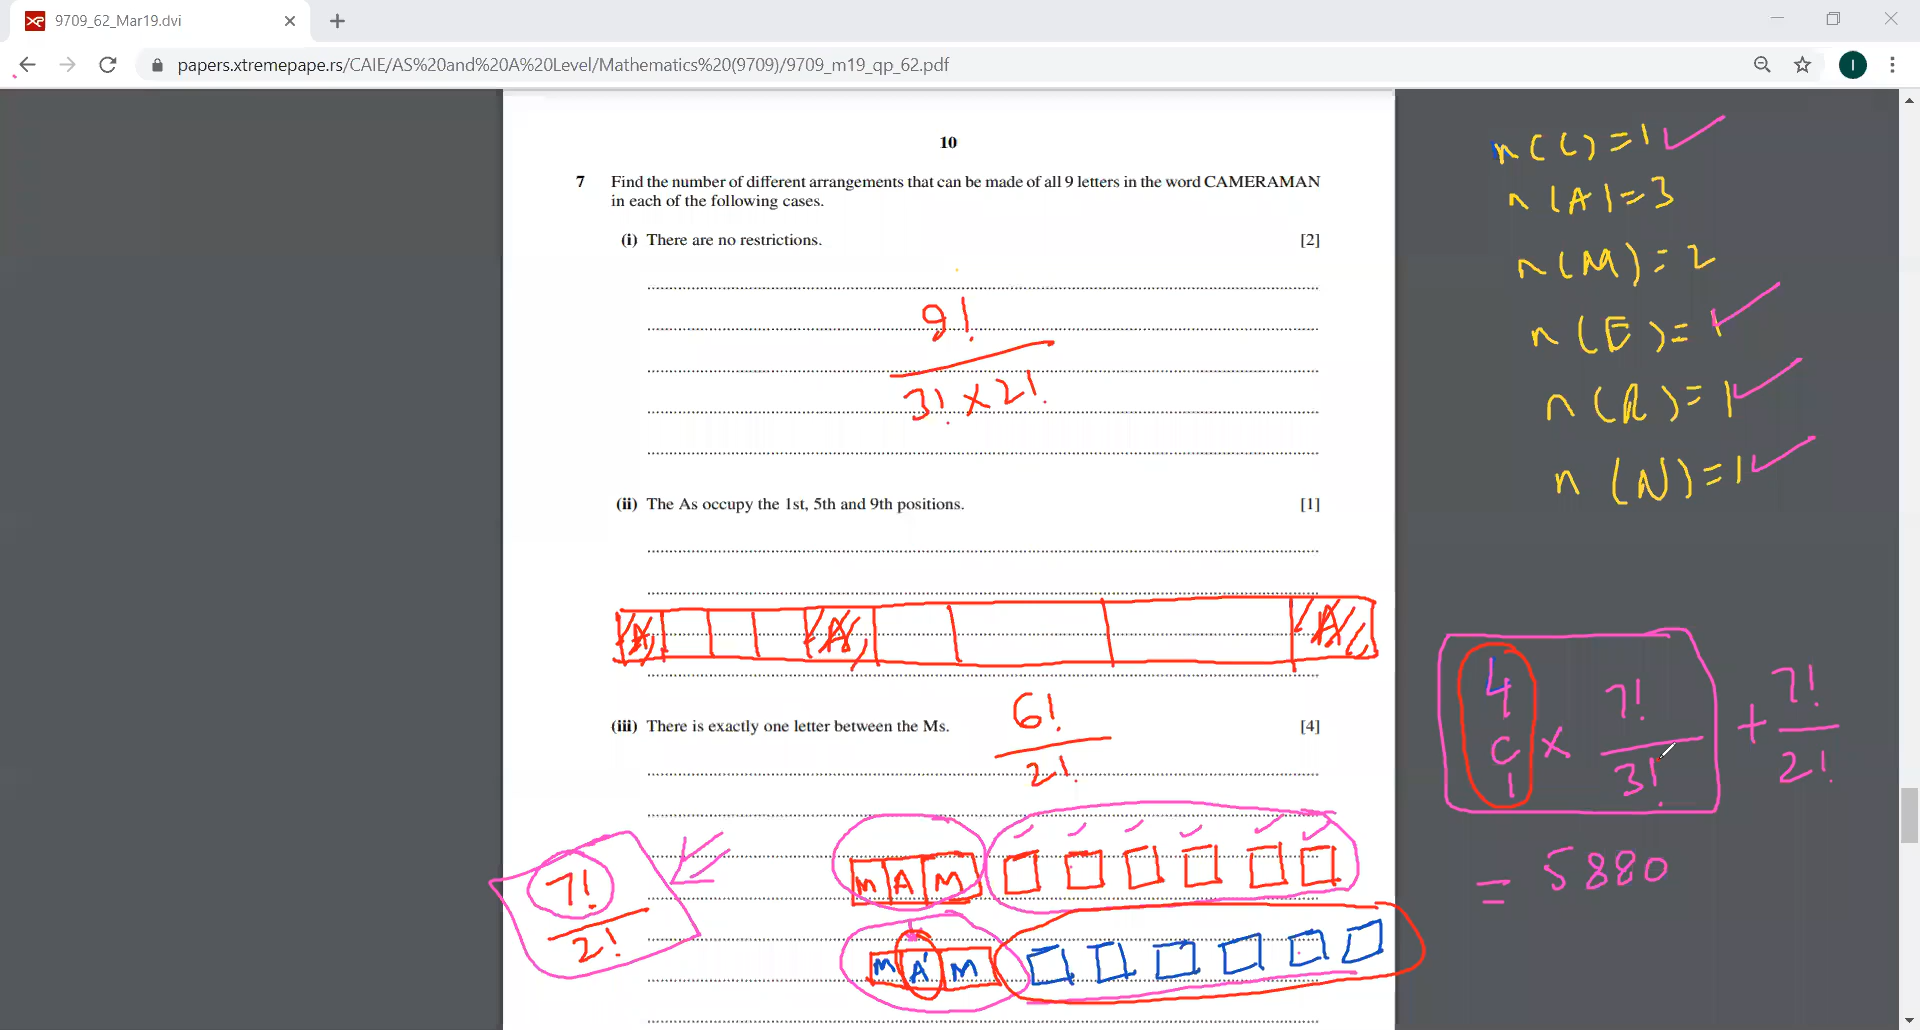 9709_62_Mar19.dvi
papers.xtremepape.rs/CAIE/AS%20and%20A%20Level/Mathematics%20(9709)/9709_m19_qp_62.pdf
I
10
7 Find the number of different arrangements that can be made of all 9 letters in the word CAMERAMAN
in each of the following cases.
(i) There are no restrictions. [2]
9!
3! × 2!
(ii) The As occupy the 1st, 5th and 9th positions. [1]
A A A
6!
2!
(iii) There is exactly one letter between the Ms. [4]
M A M
7!
2!
M A M
n(C)=1
n(A)=3
n(M)=2
n(E)=1
n(R)=1
n(N)=1
4C1 × 7!/3! + 7!/2!
= 5880